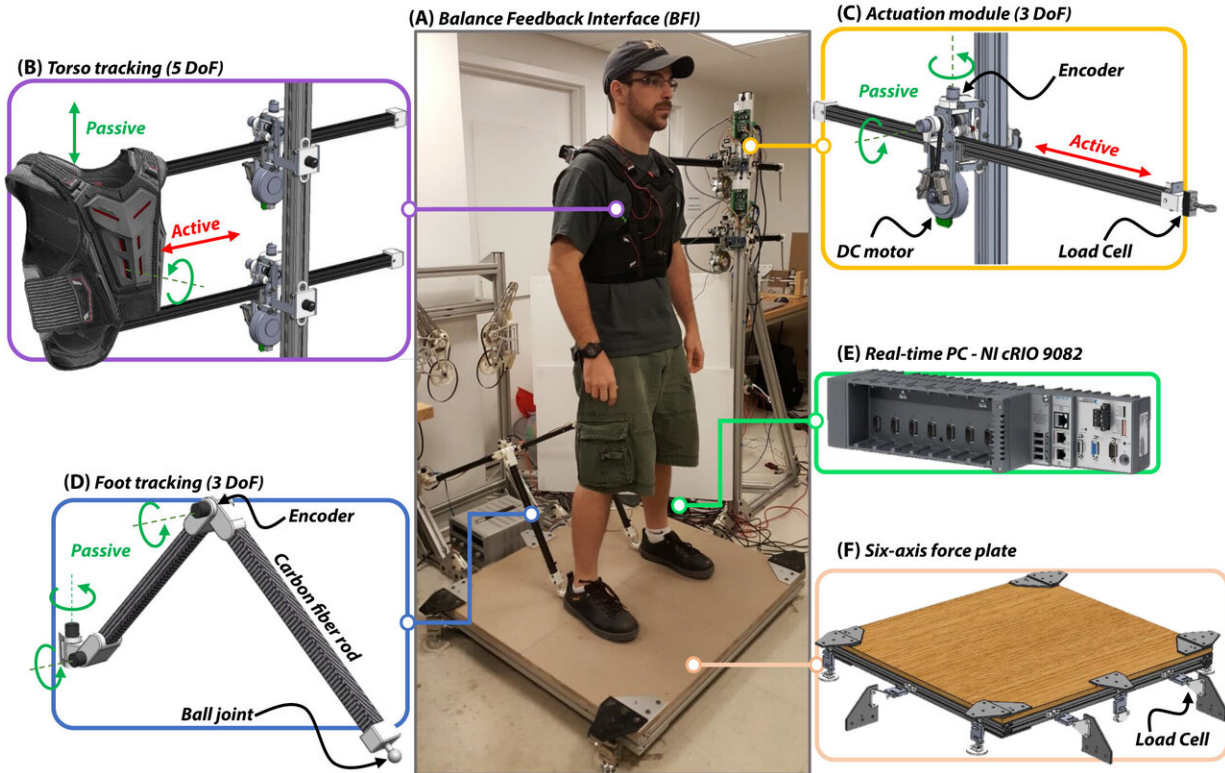 (A) Balance Feedback Interface (BFI)
(B) Torso tracking (5 DoF)
Passive
Active
(C) Actuation module (3 DoF)
Encoder
Passive
Active
DC motor
Load Cell
(D) Foot tracking (3 DoF)
Encoder
Passive
Carbon fiber rod
Ball joint
(E) Real-time PC - NI cRIO 9082
(F) Six-axis force plate
Load Cell